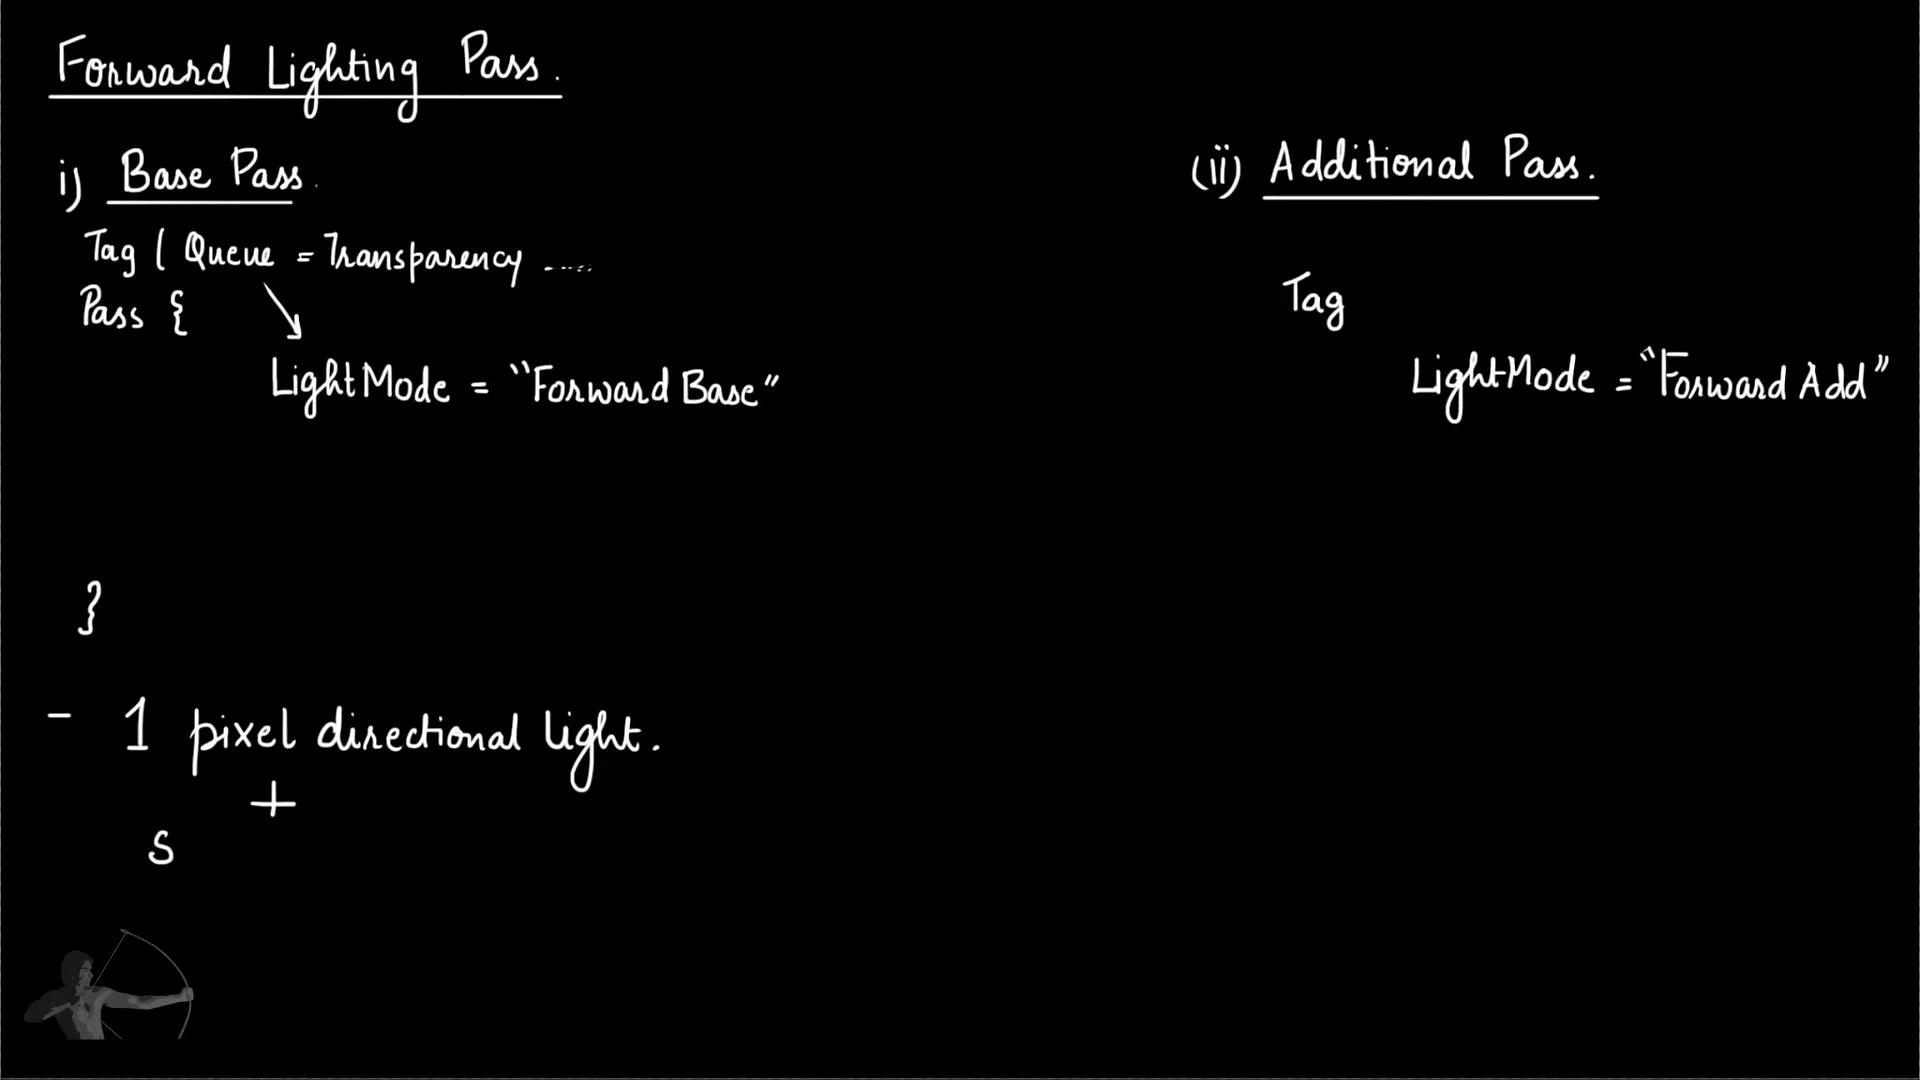 Forward Lighting Pass.
i) Base Pass.
Tag ( Queue = Transparency .....
Pass {
LightMode = "Forward Base"
}
- 1 pixel directional light.
+
S
(ii) Additional Pass.
Tag
LightMode = "Forward Add"